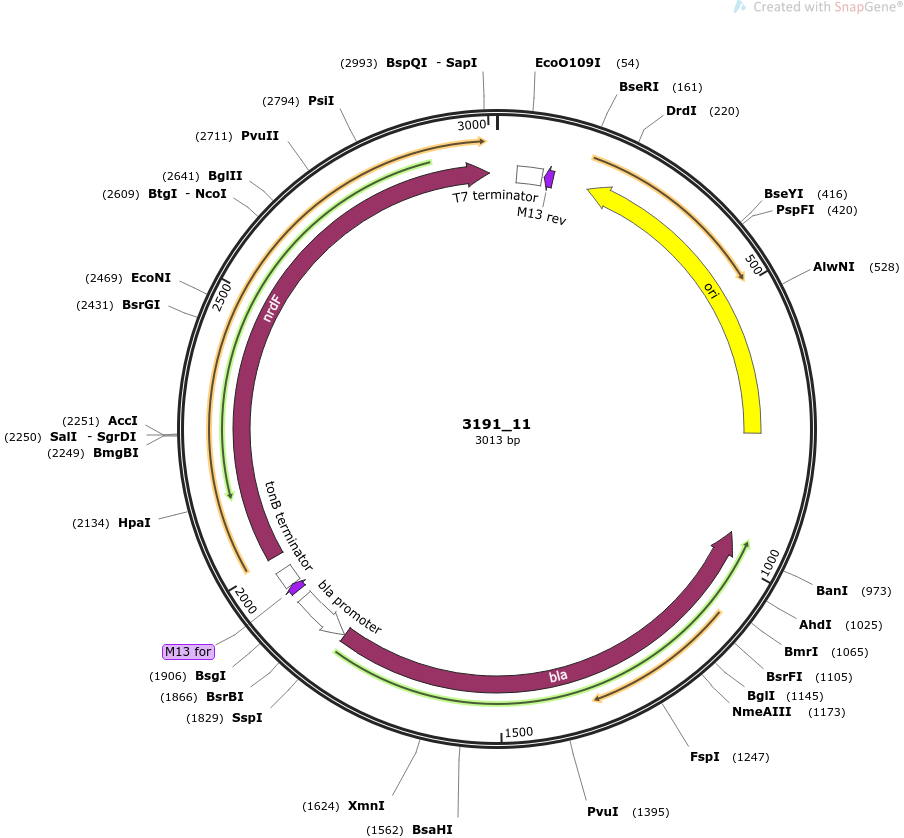 Created with SnapGene®
(2993) BspQI - SapI
EcoO109I (54)
BseRI (161)
DrdI (220)
BseYI (416)
PspFI (420)
AlwNI (528)
BanI (973)
AhdI (1025)
BmrI (1065)
BsrFI (1105)
BglI (1145)
NmeAIII (1173)
FspI (1247)
PvuI (1395)
(1562) BsaHI
(1624) XmnI
(1829) SspI
(1866) BsrBI
(1906) BsgI
M13 for
(2134) HpaI
(2249) BmgBI
(2250) SalI - SgrDI
(2251) AccI
(2431) BsrGI
(2469) EcoNI
(2609) BtgI - NcoI
(2641) BglII
(2711) PvuII
(2794) PsiI
3000
500
1000
1500
2000
2500
T7 terminator
M13 rev
ori
bla
bla promoter
tonB terminator
nrdF
3191_11
3013 bp